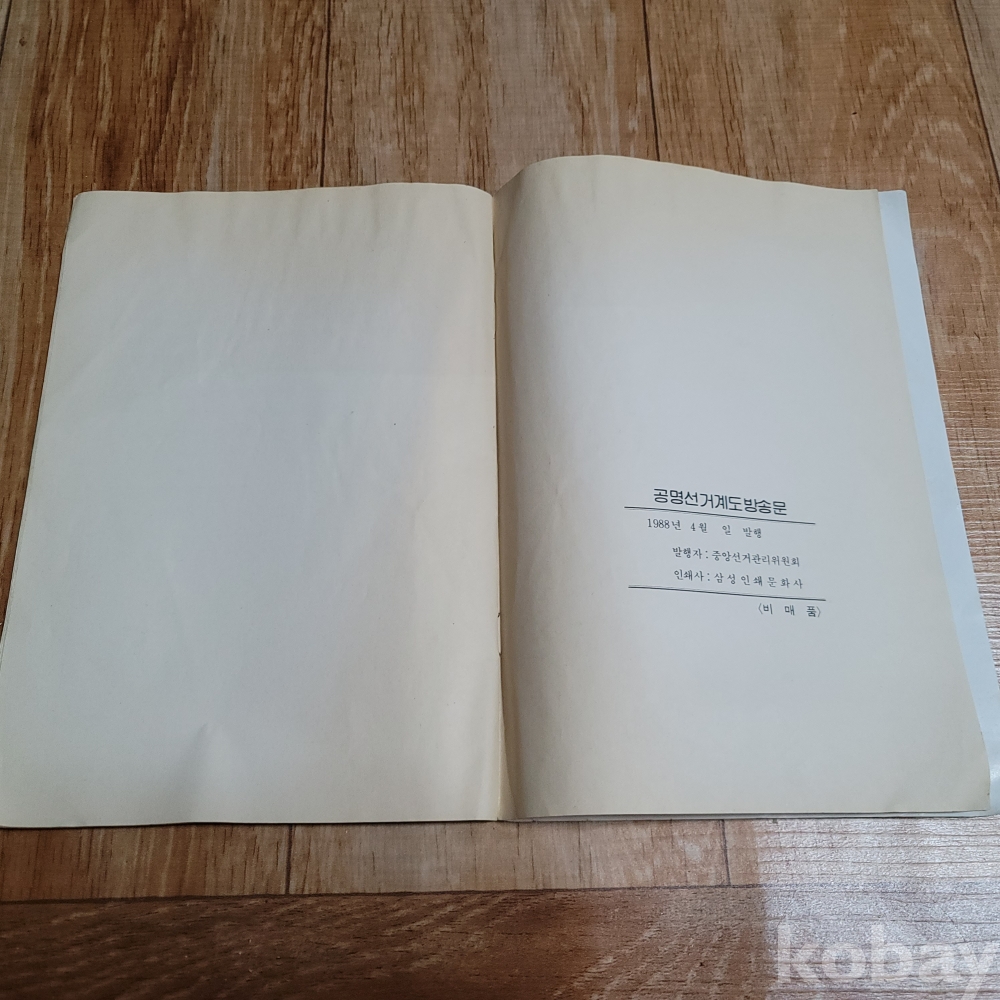 공명선거계도방송문
1988년 4월 일 발행
발행자 : 중앙선거관리위원회
인쇄사 : 삼성인쇄문화사
〈비 매 품〉
kobay